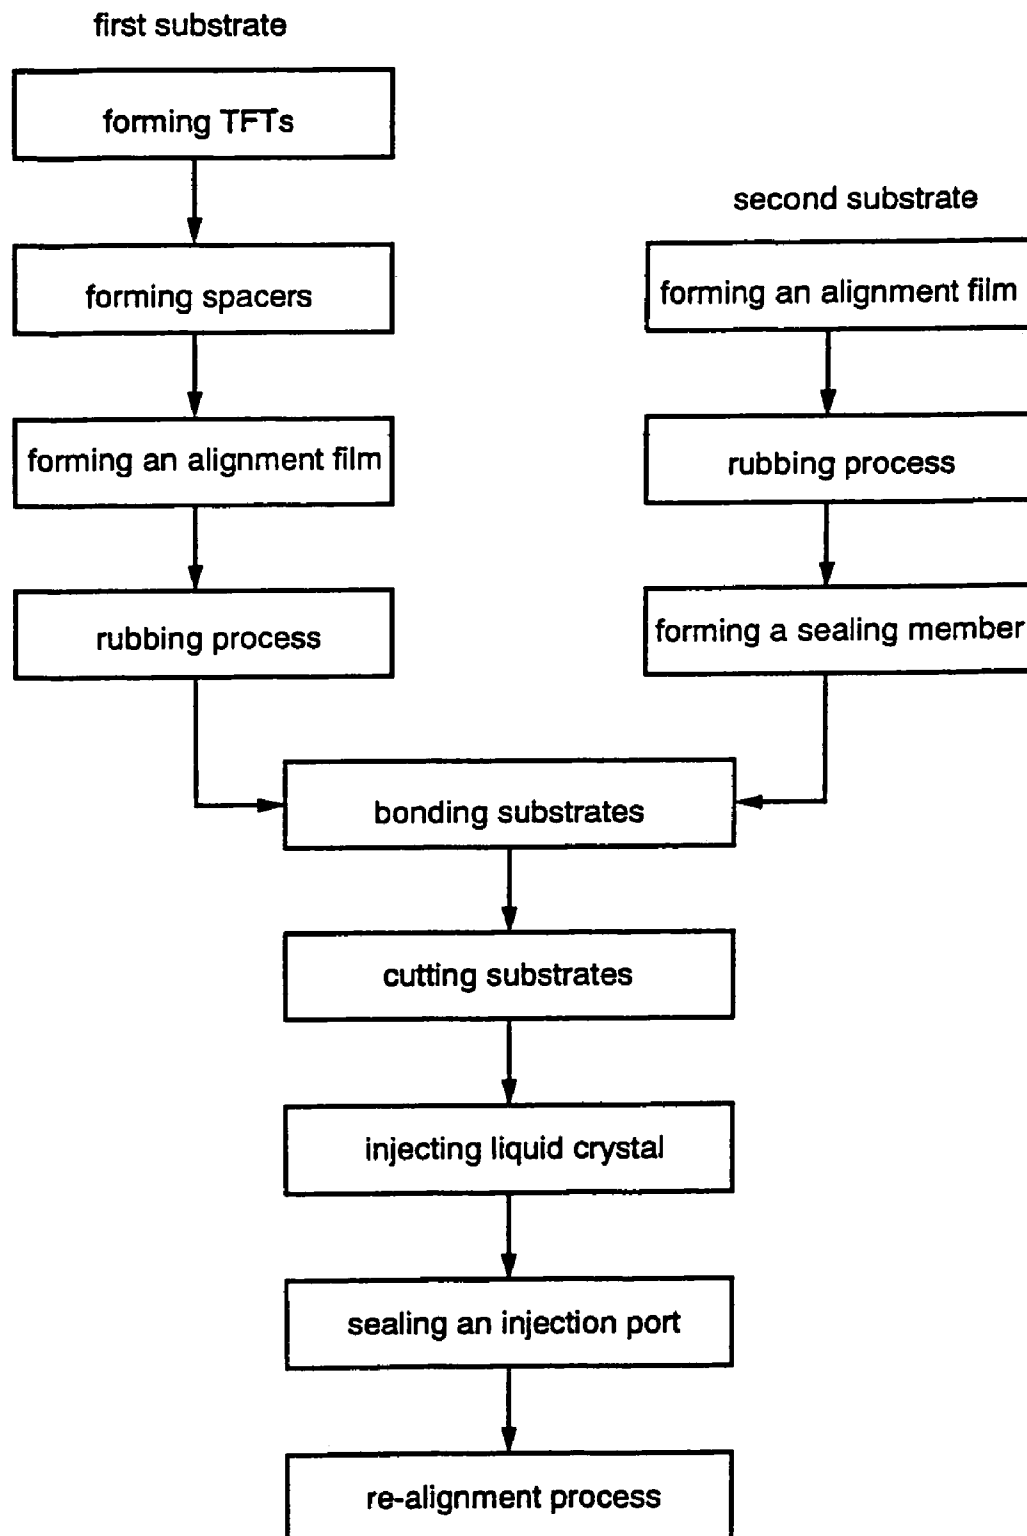 first substrate
forming TFTs
forming spacers
forming an alignment film
rubbing process
second substrate
forming an alignment film
rubbing process
forming a sealing member
bonding substrates
cutting substrates
injecting liquid crystal
sealing an injection port
re-alignment process